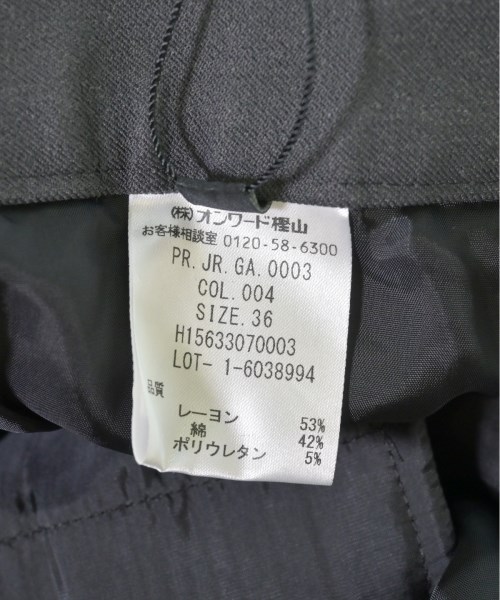 (株)オンワード樫山
お客様相談室 0120-58-6300
PR.JR.GA.0003
COL.004
SIZE.36
H15633070003
LOT- 1-6038994
品質
レーヨン 53%
綿 42%
ポリウレタン 5%